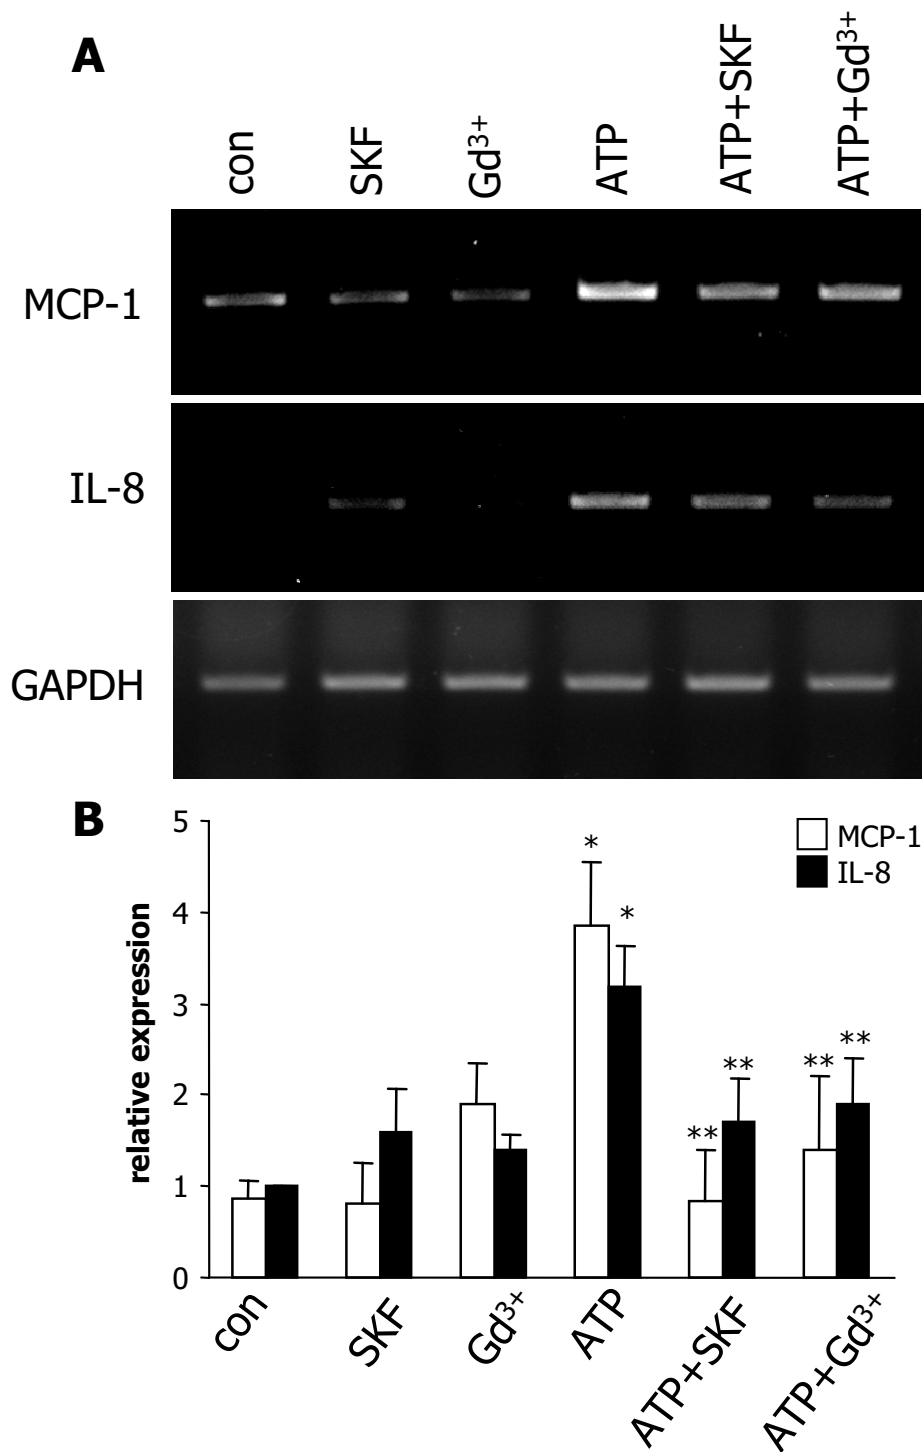 A
con SKF Gd³⁺ ATP ATP+SKF ATP+Gd³⁺
MCP-1
IL-8
GAPDH
B
relative expression
5
4
3
2
1
0
MCP-1
IL-8
*
*
**
**
**
**
con SKF Gd³⁺ ATP ATP+SKF ATP+Gd³⁺